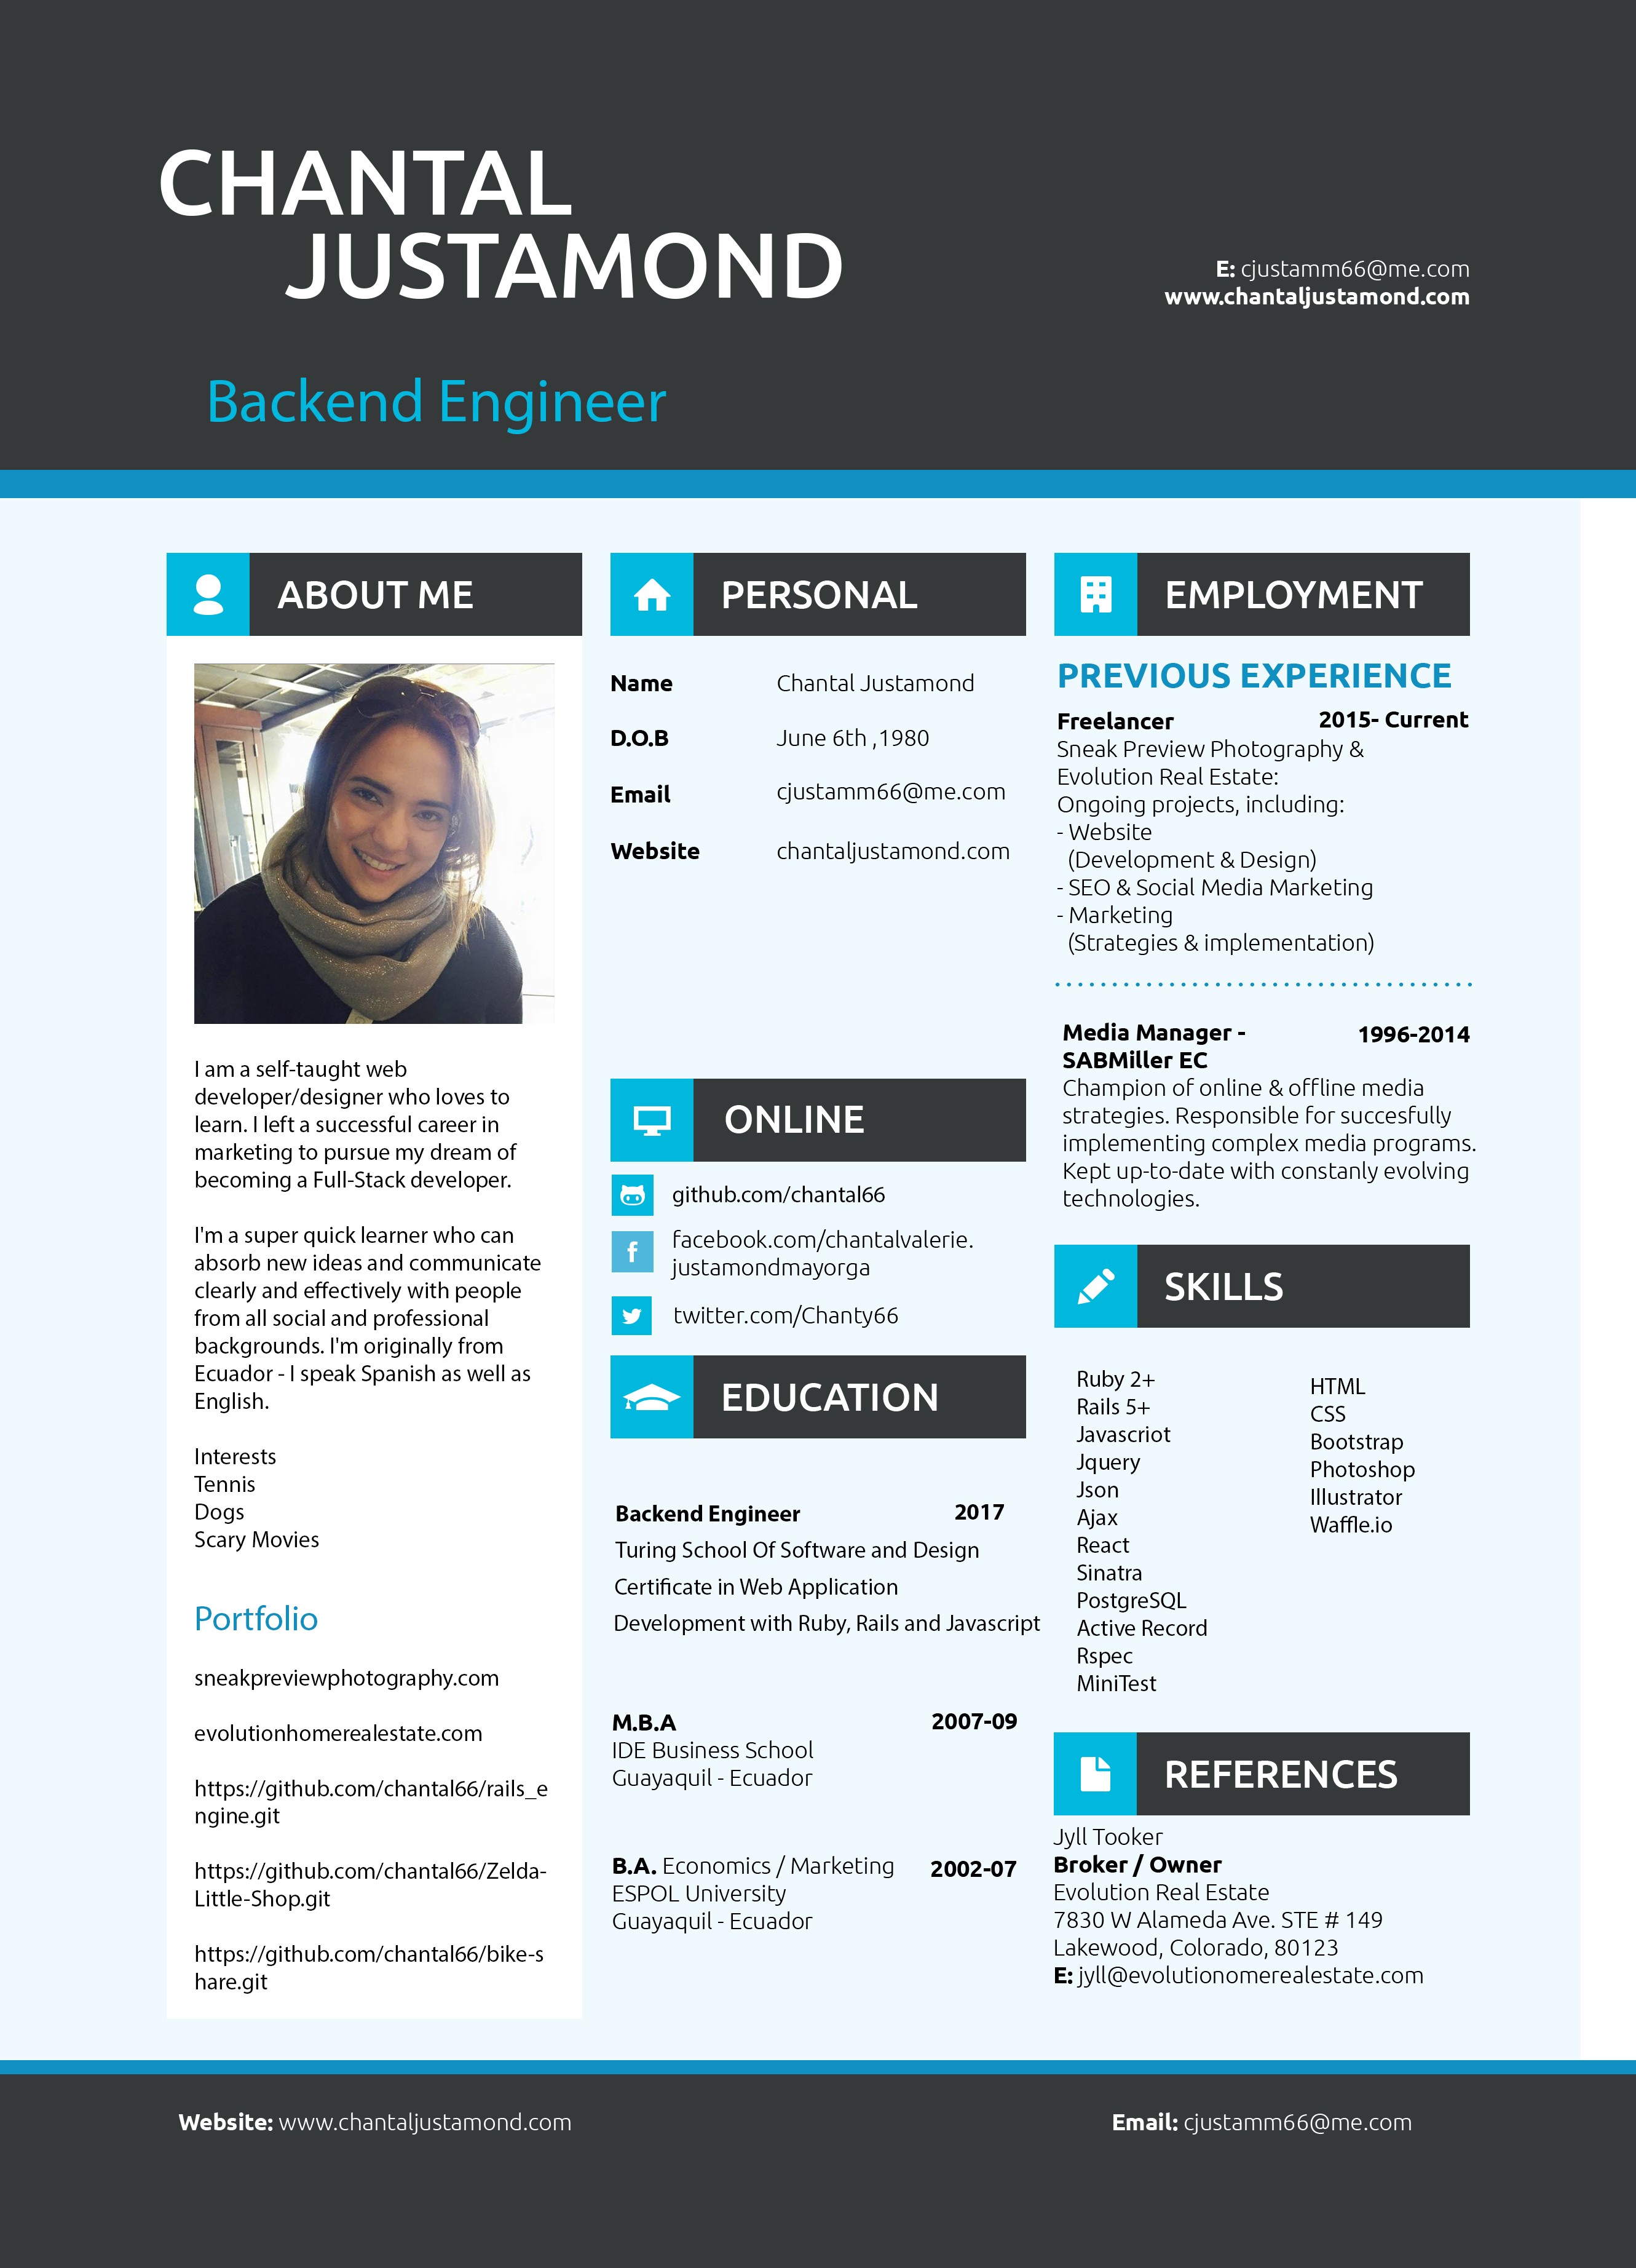 CHANTAL
JUSTAMOND
E: cjustamm66@me.com
www.chantaljustamond.com
Backend Engineer
ABOUT ME
I am a self-taught web
developer/designer who loves to
learn. I left a successful career in
marketing to pursue my dream of
becoming a Full-Stack developer.
I'm a super quick learner who can
absorb new ideas and communicate
clearly and effectively with people
from all social and professional
backgrounds. I'm originally from
Ecuador - I speak Spanish as well as
English.
Interests
Tennis
Dogs
Scary Movies
Portfolio
sneakpreviewphotography.com
evolutionhomerealestate.com
https://github.com/chantal66/rails_e
ngine.git
https://github.com/chantal66/Zelda-
Little-Shop.git
https://github.com/chantal66/bike-s
hare.git
PERSONAL
Name Chantal Justamond
D.O.B June 6th ,1980
Email cjustamm66@me.com
Website chantaljustamond.com
ONLINE
github.com/chantal66
facebook.com/chantalvalerie.
justamondmayorga
twitter.com/Chanty66
EDUCATION
Backend Engineer 2017
Turing School Of Software and Design
Certificate in Web Application
Development with Ruby, Rails and Javascript
M.B.A 2007-09
IDE Business School
Guayaquil - Ecuador
B.A. Economics / Marketing 2002-07
ESPOL University
Guayaquil - Ecuador
EMPLOYMENT
PREVIOUS EXPERIENCE
Freelancer 2015- Current
Sneak Preview Photography &
Evolution Real Estate:
Ongoing projects, including:
- Website
(Development & Design)
- SEO & Social Media Marketing
- Marketing
(Strategies & implementation)
Media Manager - 1996-2014
SABMiller EC
Champion of online & offline media
strategies. Responsible for succesfully
implementing complex media programs.
Kept up-to-date with constanly evolving
technologies.
SKILLS
Ruby 2+
Rails 5+
Javascriot
Jquery
Json
Ajax
React
Sinatra
PostgreSQL
Active Record
Rspec
MiniTest
HTML
CSS
Bootstrap
Photoshop
Illustrator
Waffle.io
REFERENCES
Jyll Tooker
Broker / Owner
Evolution Real Estate
7830 W Alameda Ave. STE # 149
Lakewood, Colorado, 80123
E: jyll@evolutionomerealestate.com
Website: www.chantaljustamond.com
Email: cjustamm66@me.com